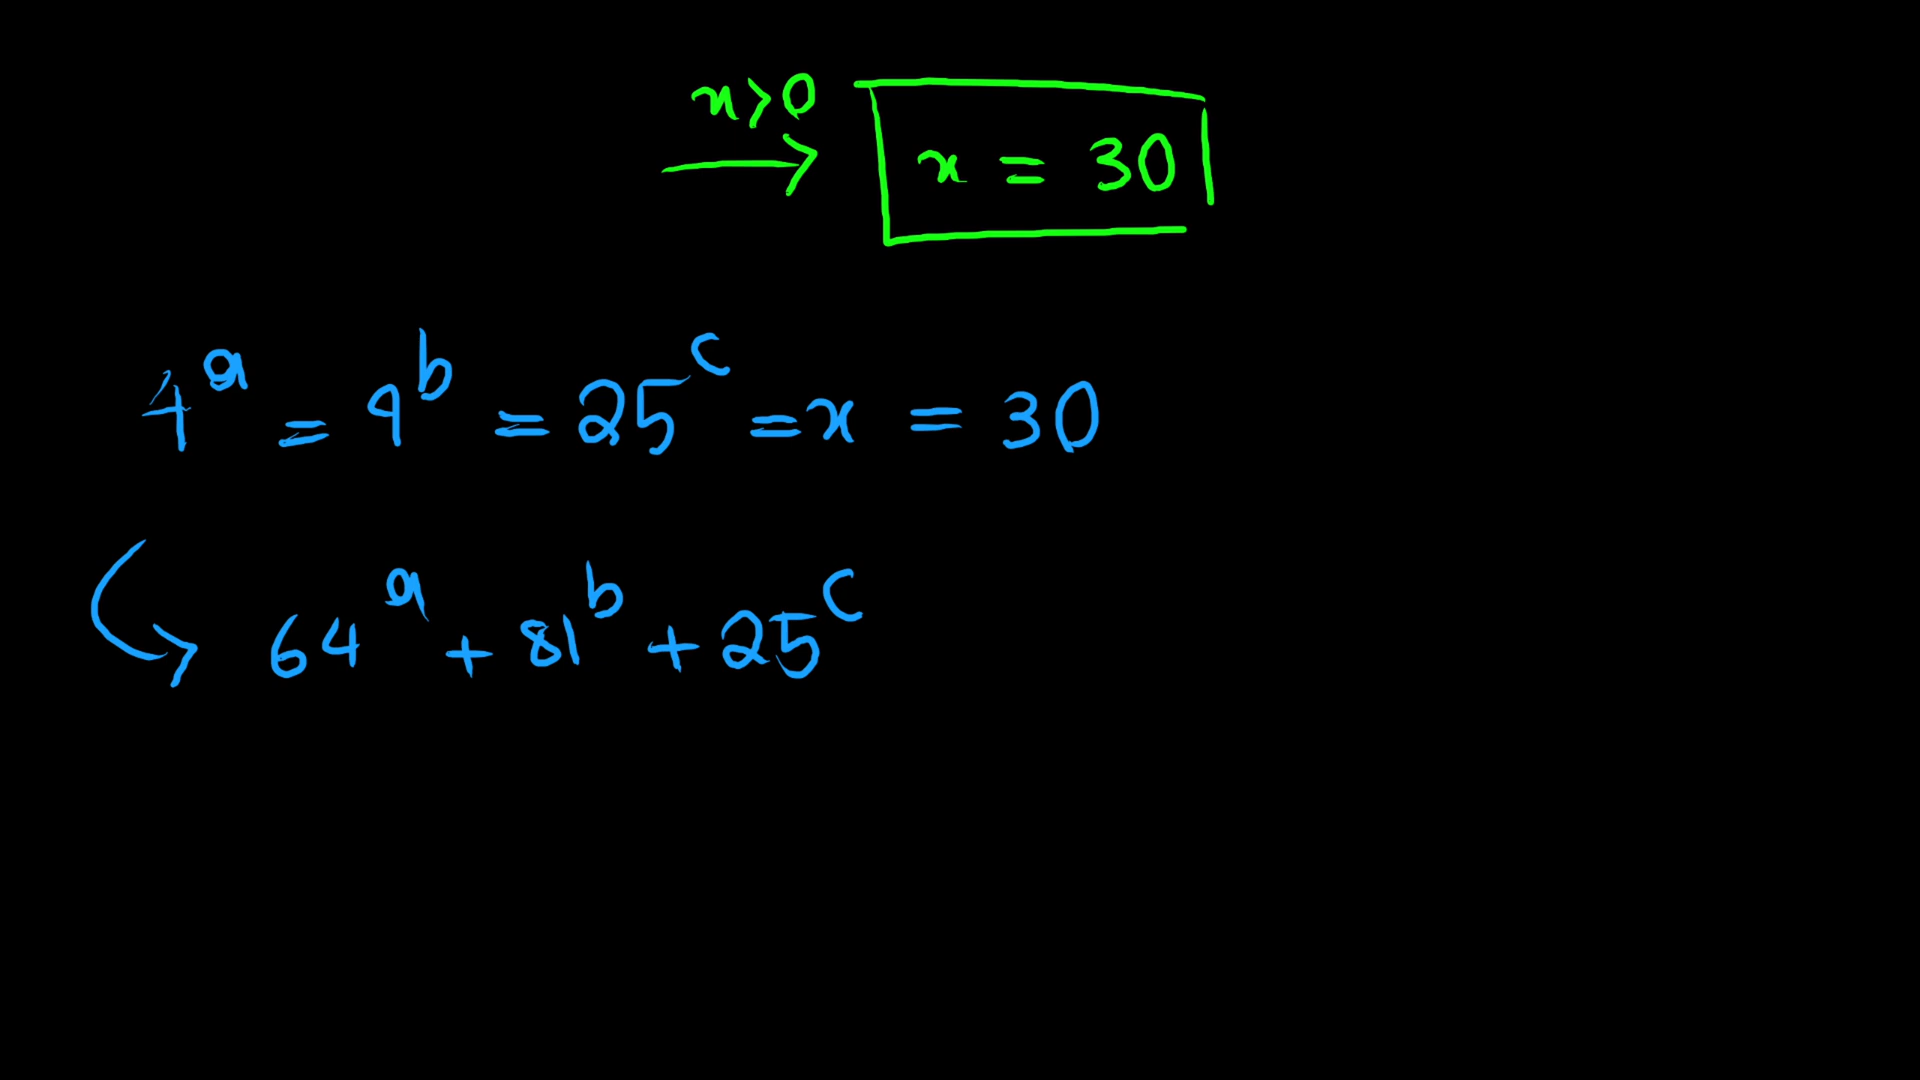 x>0
→ x = 30
4^a = 9^b = 25^c = x = 30
↪ 64^a + 81^b + 25^c